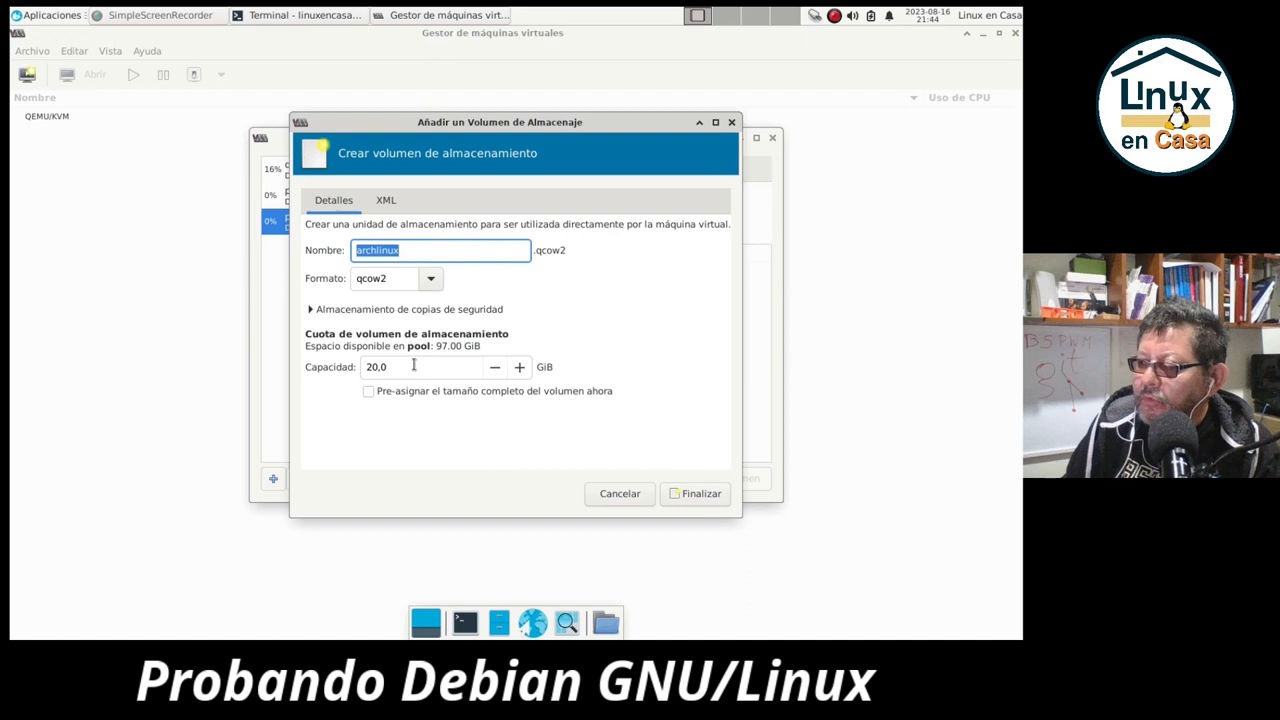 Aplicaciones
SimpleScreenRecorder
Terminal - linuxencasa...
Gestor de máquinas virt...
2023-08-16
21:44
Linux en Casa
Gestor de máquinas virtuales
Archivo Editar Vista Ayuda
Abrir
Nombre
Uso de CPU
QEMU/KVM
Añadir un Volumen de Almacenaje
Crear volumen de almacenamiento
16%
0%
0%
Detalles XML
Crear una unidad de almacenamiento para ser utilizada directamente por la máquina virtual.
Nombre: archlinux .qcow2
Formato: qcow2
Almacenamiento de copias de seguridad
Cuota de volumen de almacenamiento
Espacio disponible en pool: 97.00 GiB
Capacidad: 20,0 GiB
Pre-asignar el tamaño completo del volumen ahora
Cancelar Finalizar
Linux
en Casa
BSPWM
git
Probando Debian GNU/Linux